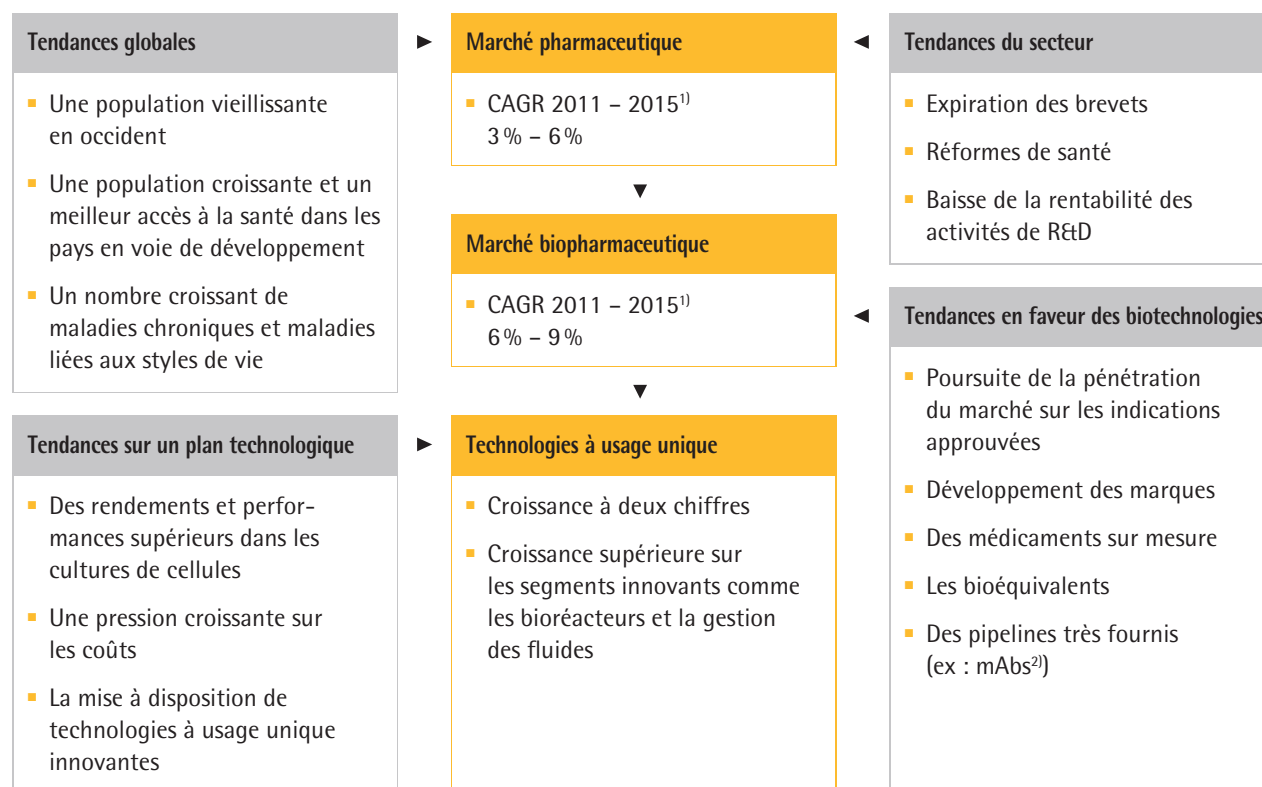 Tendances globales
Une population vieillissante
en occident
Une population croissante et un
meilleur accès à la santé dans les
pays en voie de développement
Un nombre croissant de
maladies chroniques et maladies
liées aux styles de vie
Tendances sur un plan technologique
Des rendements et perfor-
mances supérieurs dans les
cultures de cellules
Une pression croissante sur
les coûts
La mise à disposition de
technologies à usage unique
innovantes
Marché pharmaceutique
CAGR 2011 – 2015¹⁾
3 % – 6 %
Marché biopharmaceutique
CAGR 2011 – 2015¹⁾
6 % – 9 %
Technologies à usage unique
Croissance à deux chiffres
Croissance supérieure sur
les segments innovants comme
les bioréacteurs et la gestion
des fluides
Tendances du secteur
Expiration des brevets
Réformes de santé
Baisse de la rentabilité des
activités de R&D
Tendances en faveur des biotechnologies
Poursuite de la pénétration
du marché sur les indications
approuvées
Développement des marques
Des médicaments sur mesure
Les bioéquivalents
Des pipelines très fournis
(ex : mAbs²⁾)